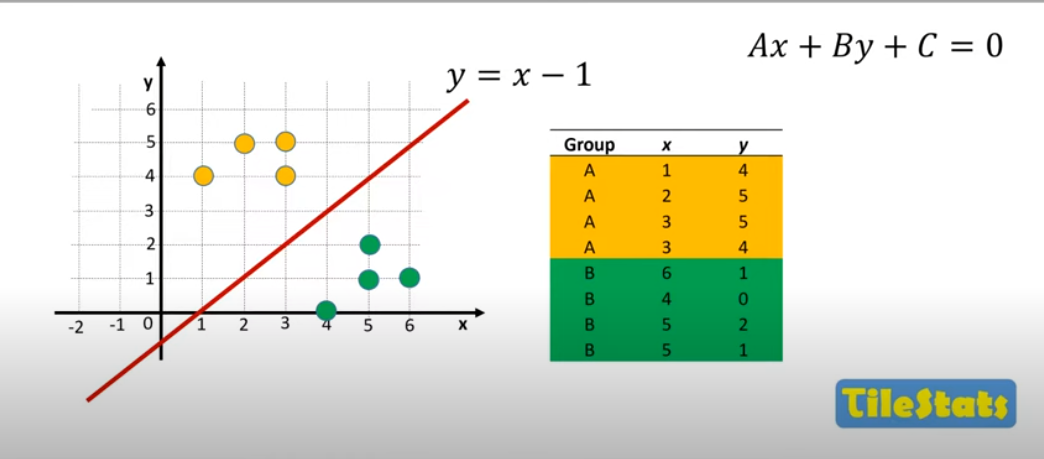 Ax + By + C = 0
y = x − 1
y
6
5
4
3
2
1
-2 -1 0 1 2 3 4 5 6 x
Group x y
A 1 4
A 2 5
A 3 5
A 3 4
B 6 1
B 4 0
B 5 2
B 5 1
TileStats